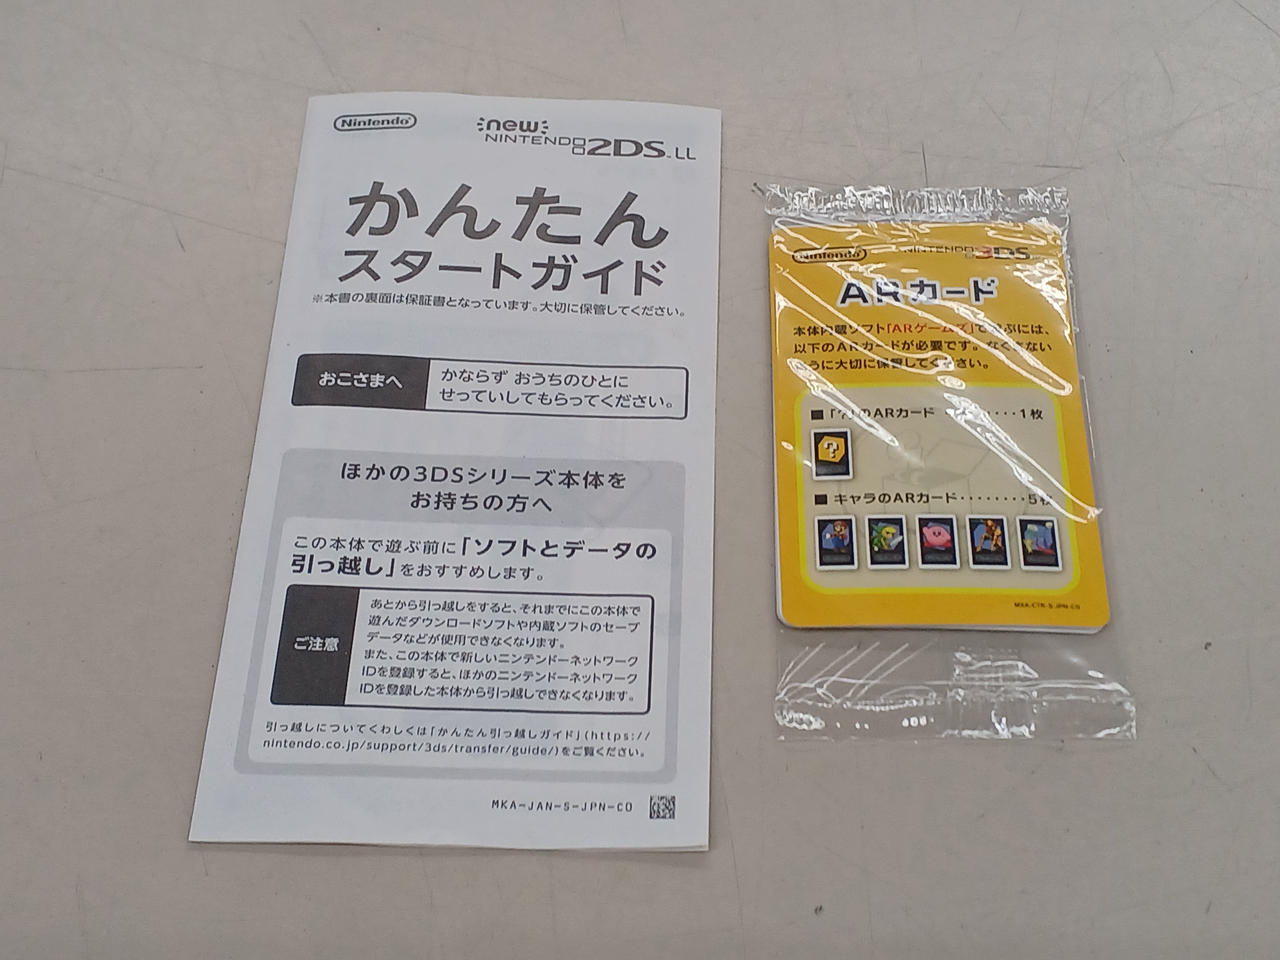 Nintendo
new
NINTENDO 2DS LL
かんたん
スタートガイド
※本書の裏面は保証書となっています。大切に保管してください。
おこさまへ
かならず おうちのひとに
せっていしてもらってください。
ほかの3DSシリーズ本体を
お持ちの方へ
この本体で遊ぶ前に「ソフトとデータの
引っ越し」をおすすめします。
ご注意
あとから引っ越しをすると、それまでにこの本体で
遊んだダウンロードソフトや内蔵ソフトのセーブ
データなどが使用できなくなります。
また、この本体で新しいニンテンドーネットワーク
IDを登録すると、ほかのニンテンドーネットワーク
IDを登録した本体から引っ越しできなくなります。
引っ越しについてくわしくは「かんたん引っ越しガイド」(https://
nintendo.co.jp/support/3ds/transfer/guide/)をご覧ください。
MKA-JAN-S-JPN-C0
Nintendo
NINTENDO 3DS
ARカード
本体内蔵ソフト「ARゲームズ」で遊ぶには、
以下のARカードが必要です。なくさない
ように大切に保管してください。
■「?」のARカード ・・・・・・・・1枚
■ キャラのARカード・・・・・・・・5枚
MKA-CTR-S-JPN-C0